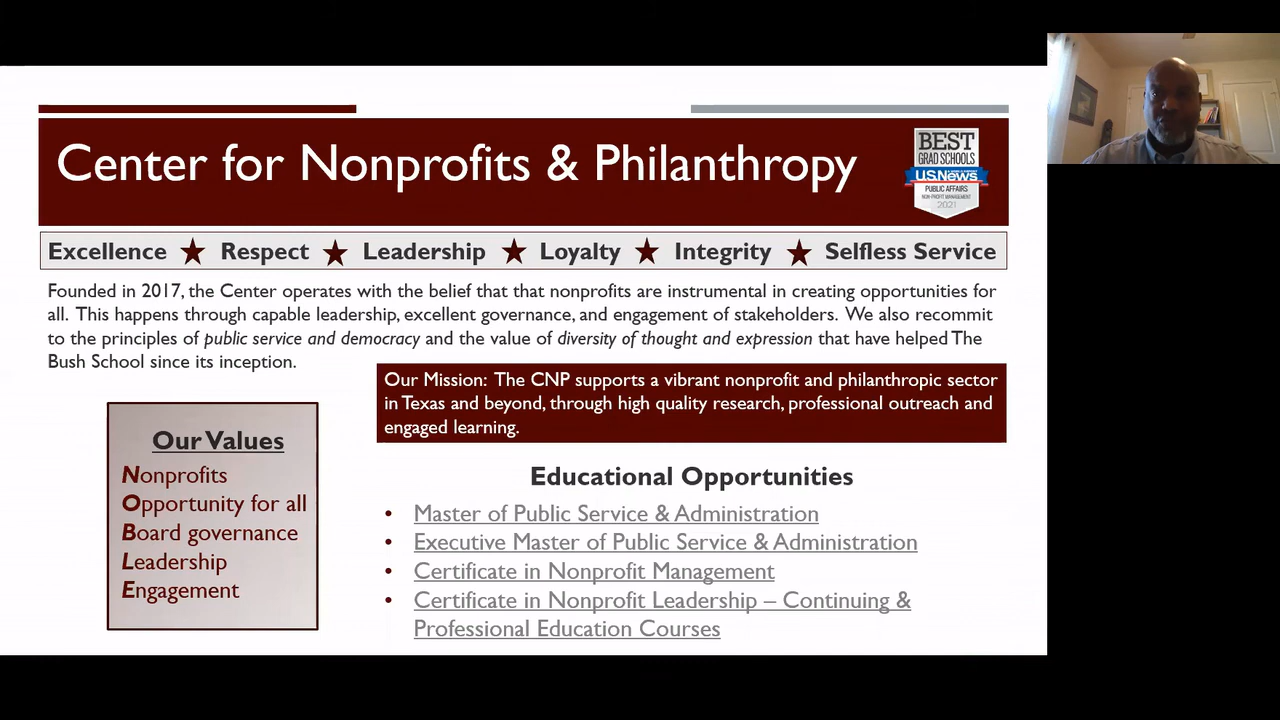 Center for Nonprofits & Philanthropy
BEST
GRAD SCHOOLS
U.S.News
PUBLIC AFFAIRS
NON-PROFIT MANAGEMENT
2021
Excellence ★ Respect ★ Leadership ★ Loyalty ★ Integrity ★ Selfless Service
Founded in 2017, the Center operates with the belief that that nonprofits are instrumental in creating opportunities for
all. This happens through capable leadership, excellent governance, and engagement of stakeholders. We also recommit
to the principles of public service and democracy and the value of diversity of thought and expression that have helped The
Bush School since its inception.
Our Mission: The CNP supports a vibrant nonprofit and philanthropic sector
in Texas and beyond, through high quality research, professional outreach and
engaged learning.
Our Values
Nonprofits
Opportunity for all
Board governance
Leadership
Engagement
Educational Opportunities
• Master of Public Service & Administration
• Executive Master of Public Service & Administration
• Certificate in Nonprofit Management
• Certificate in Nonprofit Leadership – Continuing &
Professional Education Courses